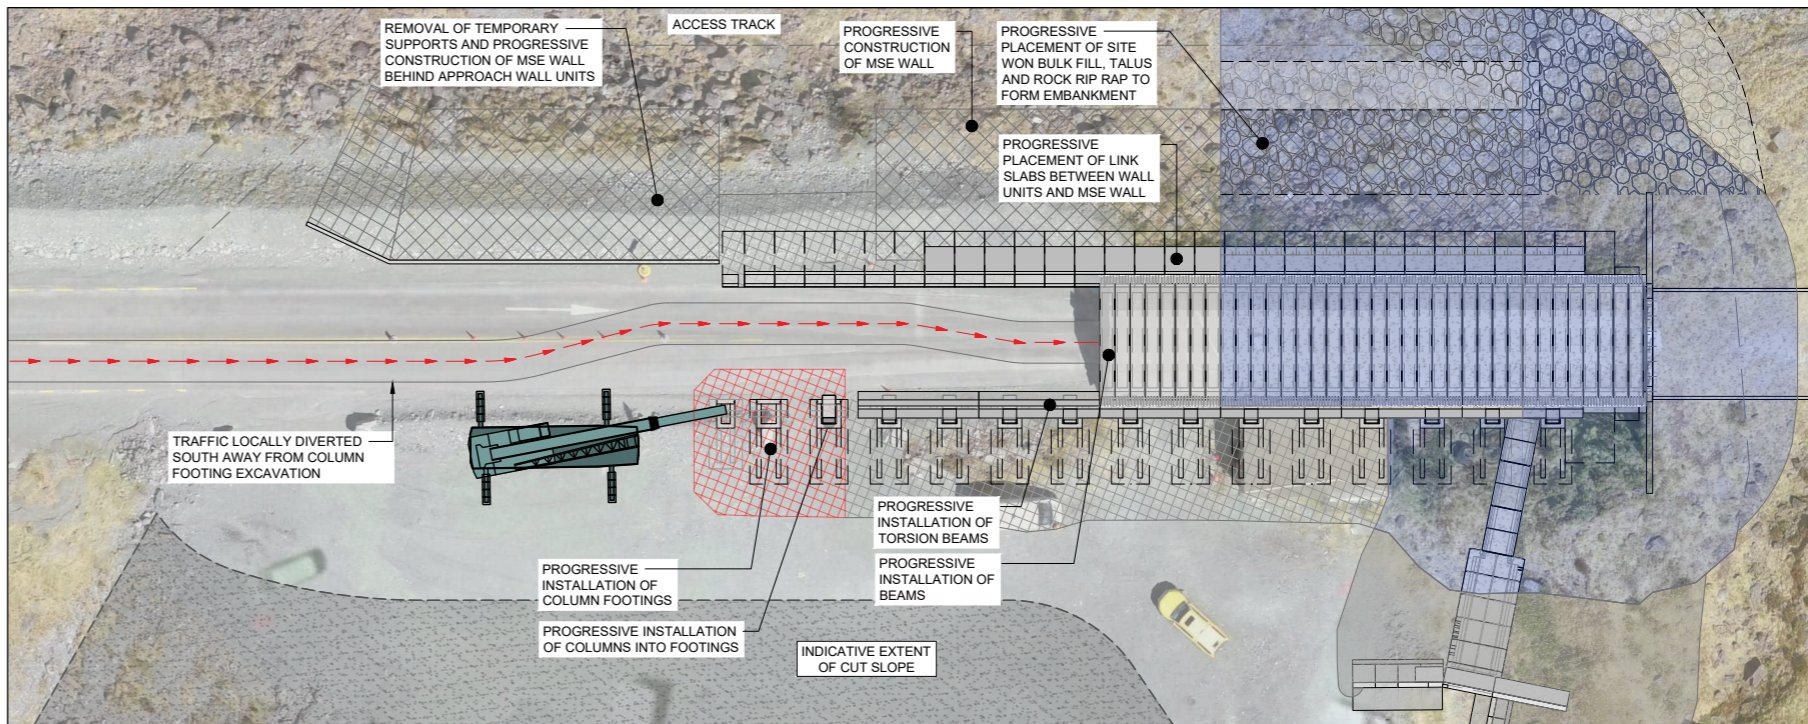 REMOVAL OF TEMPORARY
SUPPORTS AND PROGRESSIVE
CONSTRUCTION OF MSE WALL
BEHIND APPROACH WALL UNITS
ACCESS TRACK
PROGRESSIVE
CONSTRUCTION
OF MSE WALL
PROGRESSIVE
PLACEMENT OF SITE
WON BULK FILL, TALUS
AND ROCK RIP RAP TO
FORM EMBANKMENT
PROGRESSIVE
PLACEMENT OF LINK
SLABS BETWEEN WALL
UNITS AND MSE WALL
TRAFFIC LOCALLY DIVERTED
SOUTH AWAY FROM COLUMN
FOOTING EXCAVATION
PROGRESSIVE
INSTALLATION OF
TORSION BEAMS
PROGRESSIVE
INSTALLATION OF
BEAMS
PROGRESSIVE
INSTALLATION OF
COLUMN FOOTINGS
PROGRESSIVE INSTALLATION
OF COLUMNS INTO FOOTINGS
INDICATIVE EXTENT
OF CUT SLOPE